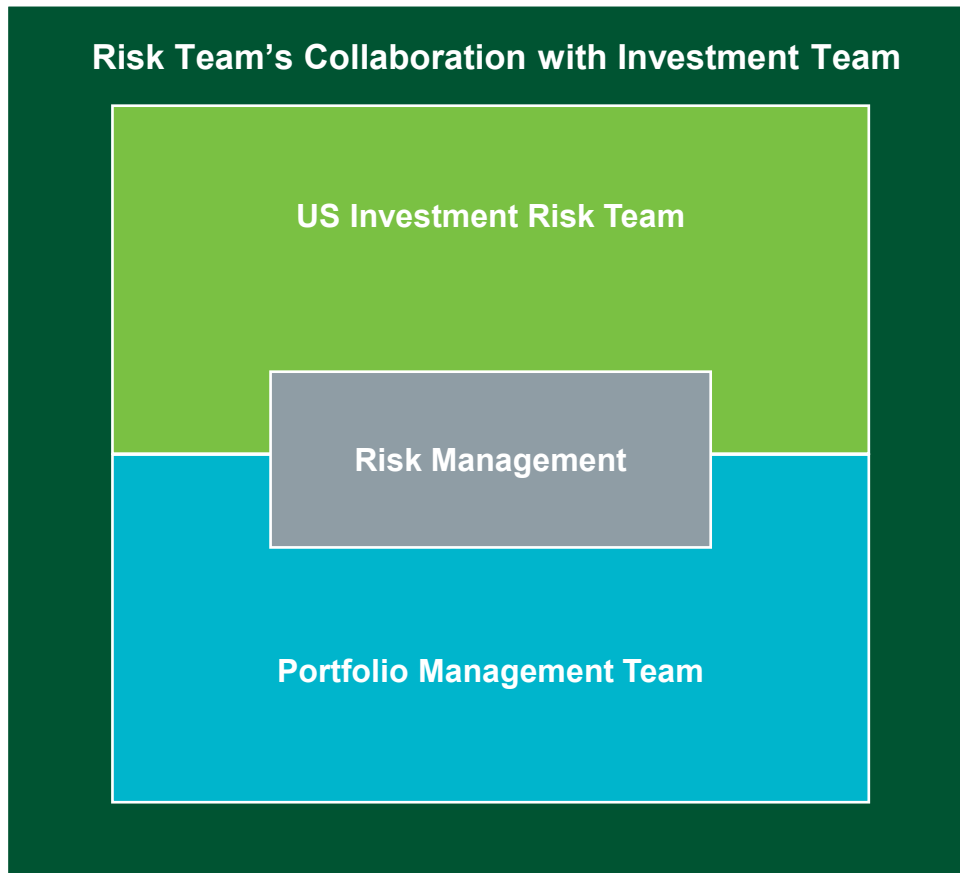 Risk Team’s Collaboration with Investment Team
US Investment Risk Team
Risk Management
Portfolio Management Team